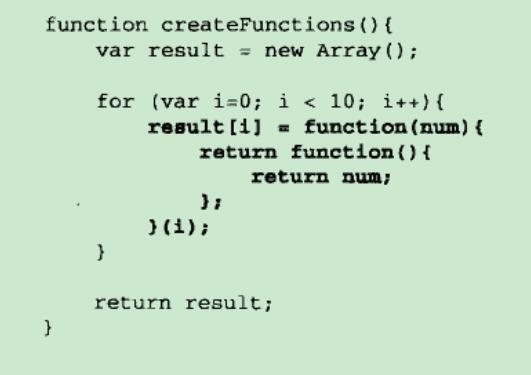 function createFunctions(){
    var result = new Array();

    for (var i=0; i < 10; i++){
        result[i] = function(num){
            return function(){
                return num;
            };
        }(i);
    }

    return result;
}